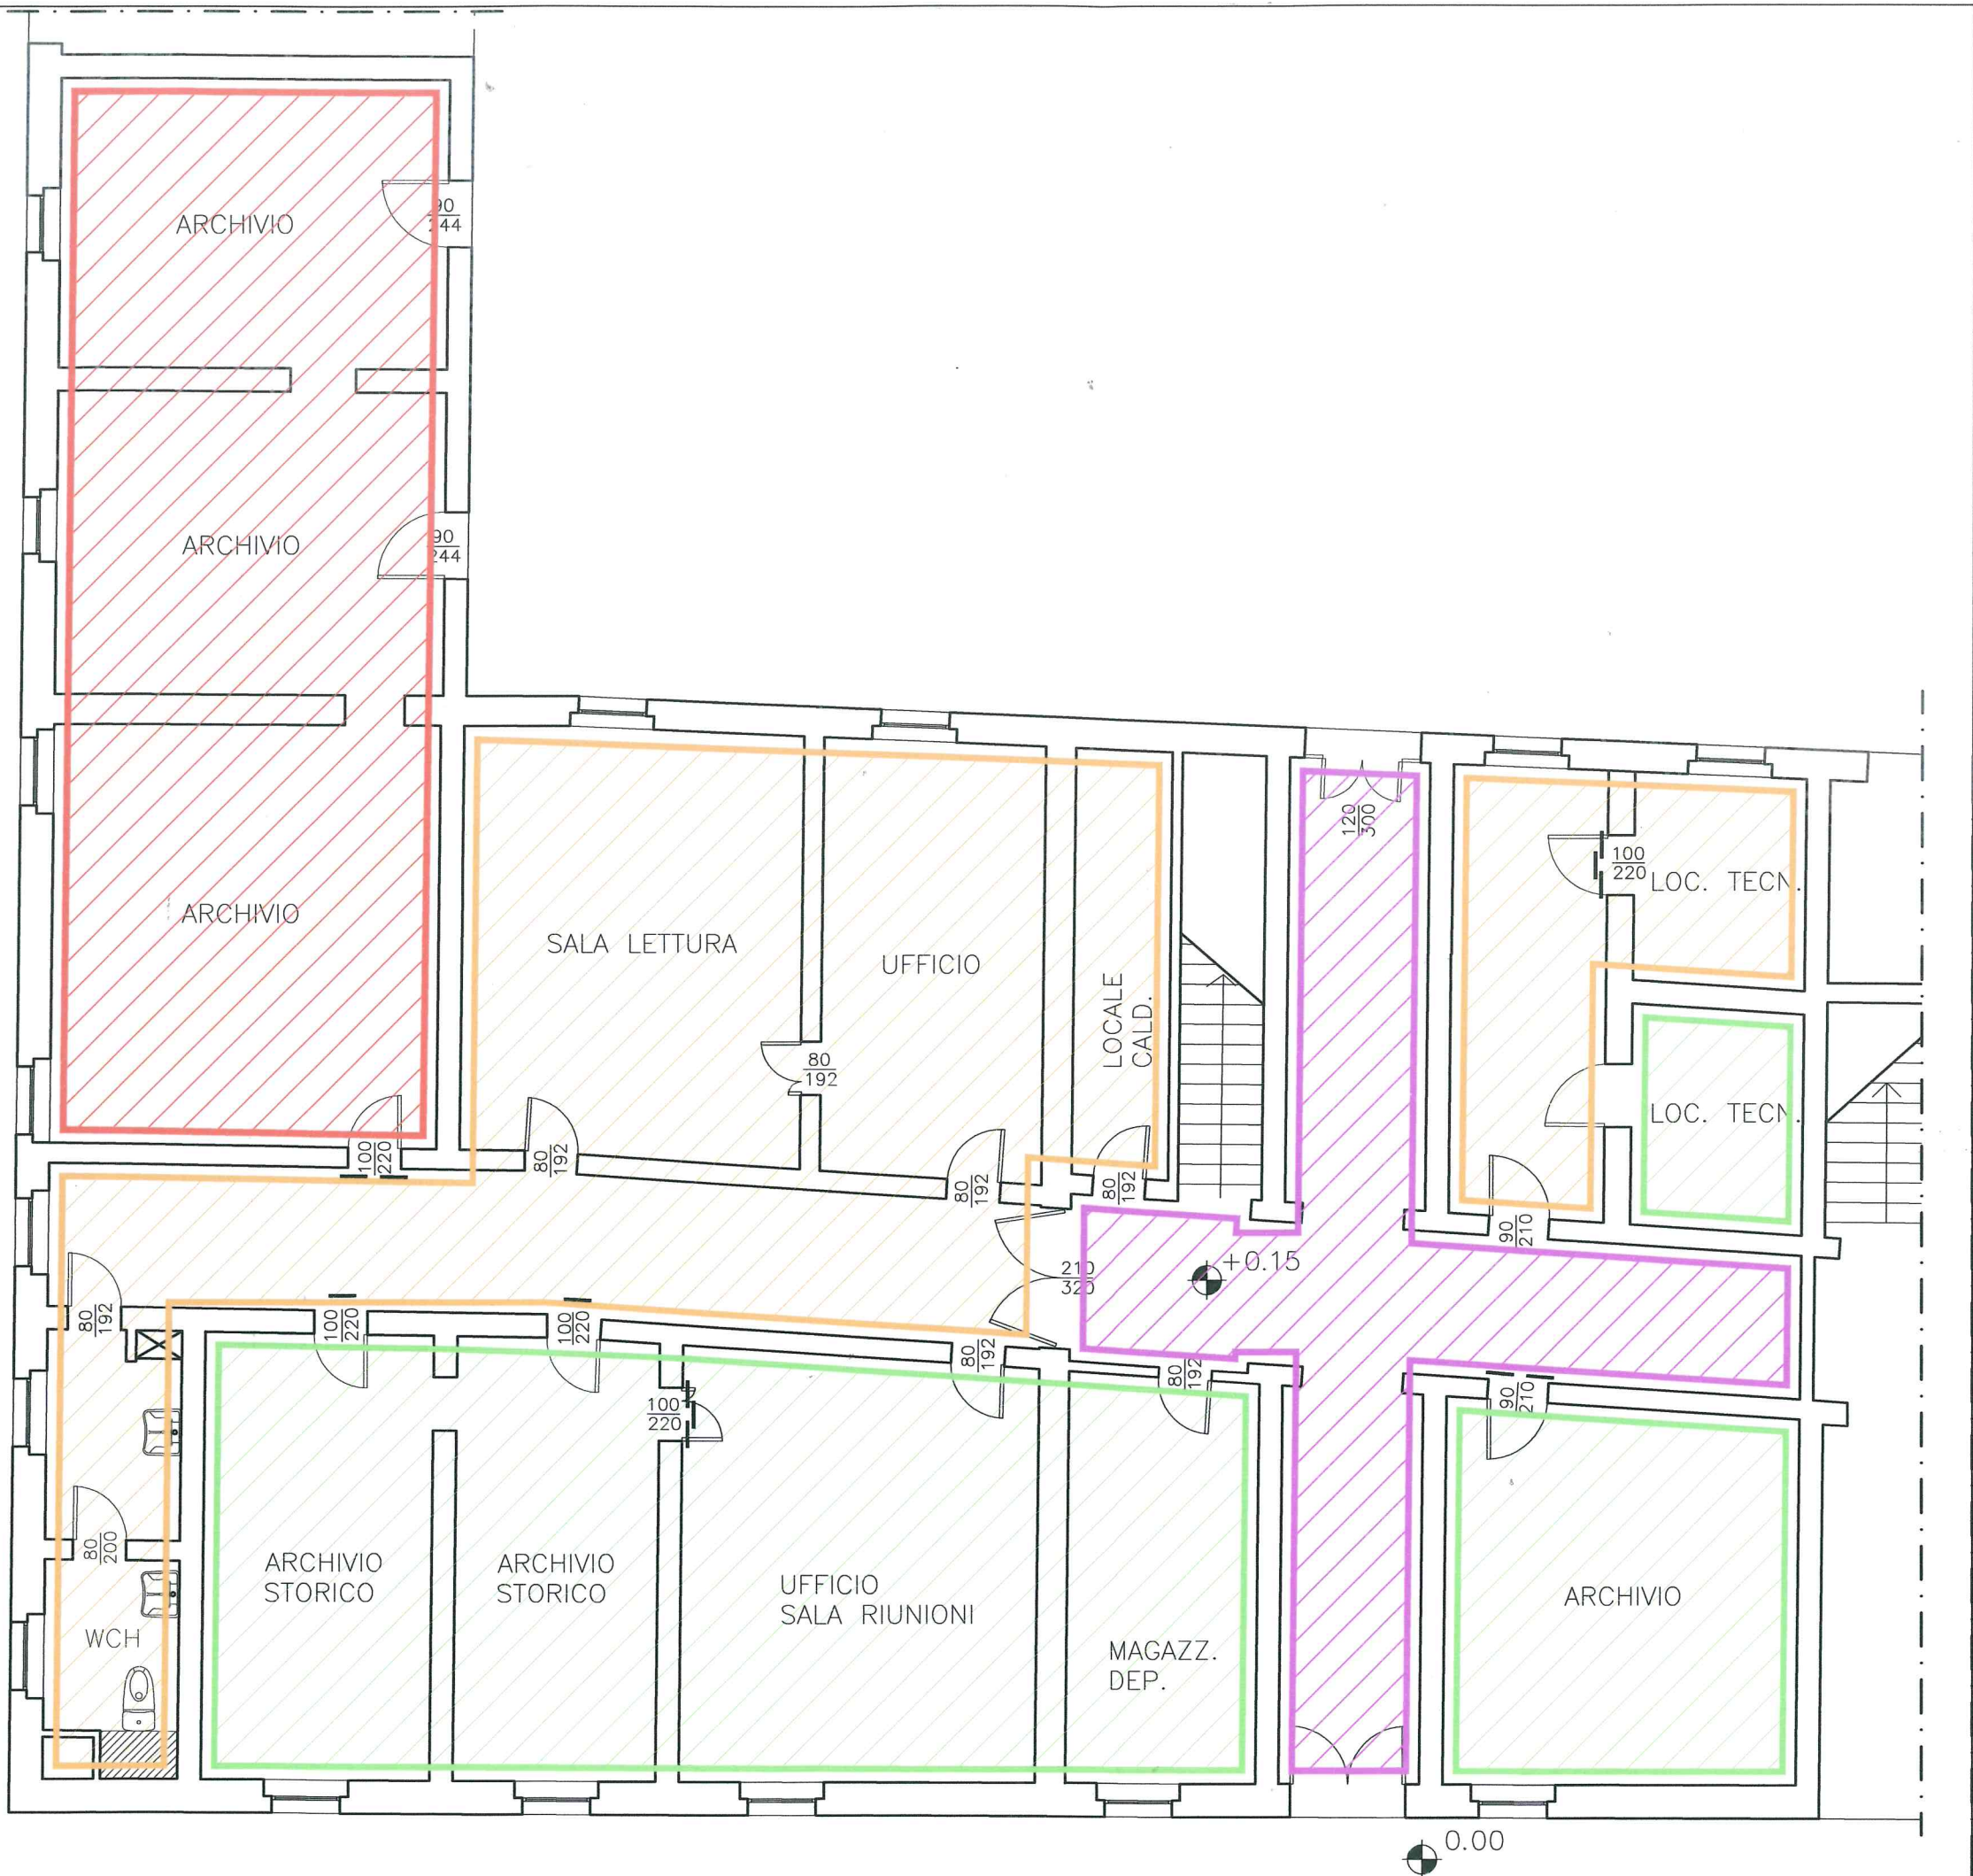 ARCHIVIO
90
244
ARCHIVIO
90
244
120
300
100
220
LOC. TECN.
ARCHIVIO
SALA LETTURA
UFFICIO
LOCALE
CALD.
80
192
LOC. TECN.
100
220
80
192
80
192
80
192
90
210
+0.15
210
320
80
192
100
220
100
220
80
192
80
192
90
210
100
220
80
200
ARCHIVIO
STORICO
ARCHIVIO
STORICO
UFFICIO
SALA RIUNIONI
ARCHIVIO
WCH
MAGAZZ.
DEP.
0.00